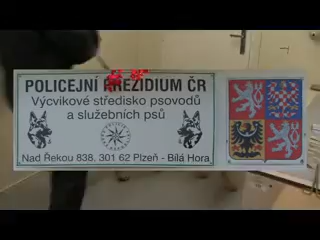 POLICEJNÍ PREZIDIUM ČR
Výcvikové středisko psovodů
a služebních psů
Nad Řekou 838, 301 62 Plzeň - Bílá Hora